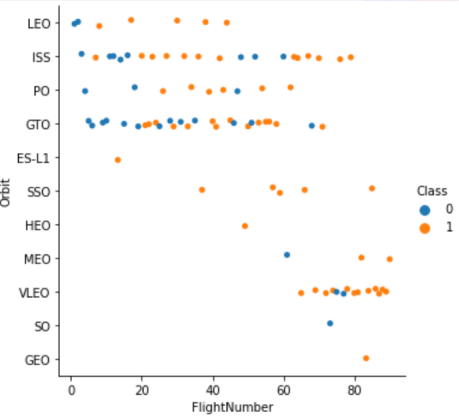 LEO
ISS
PO
GTO
ES-L1
SSO
HEO
MEO
VLEO
SO
GEO
Orbit
0 20 40 60 80
FlightNumber
Class
0
1